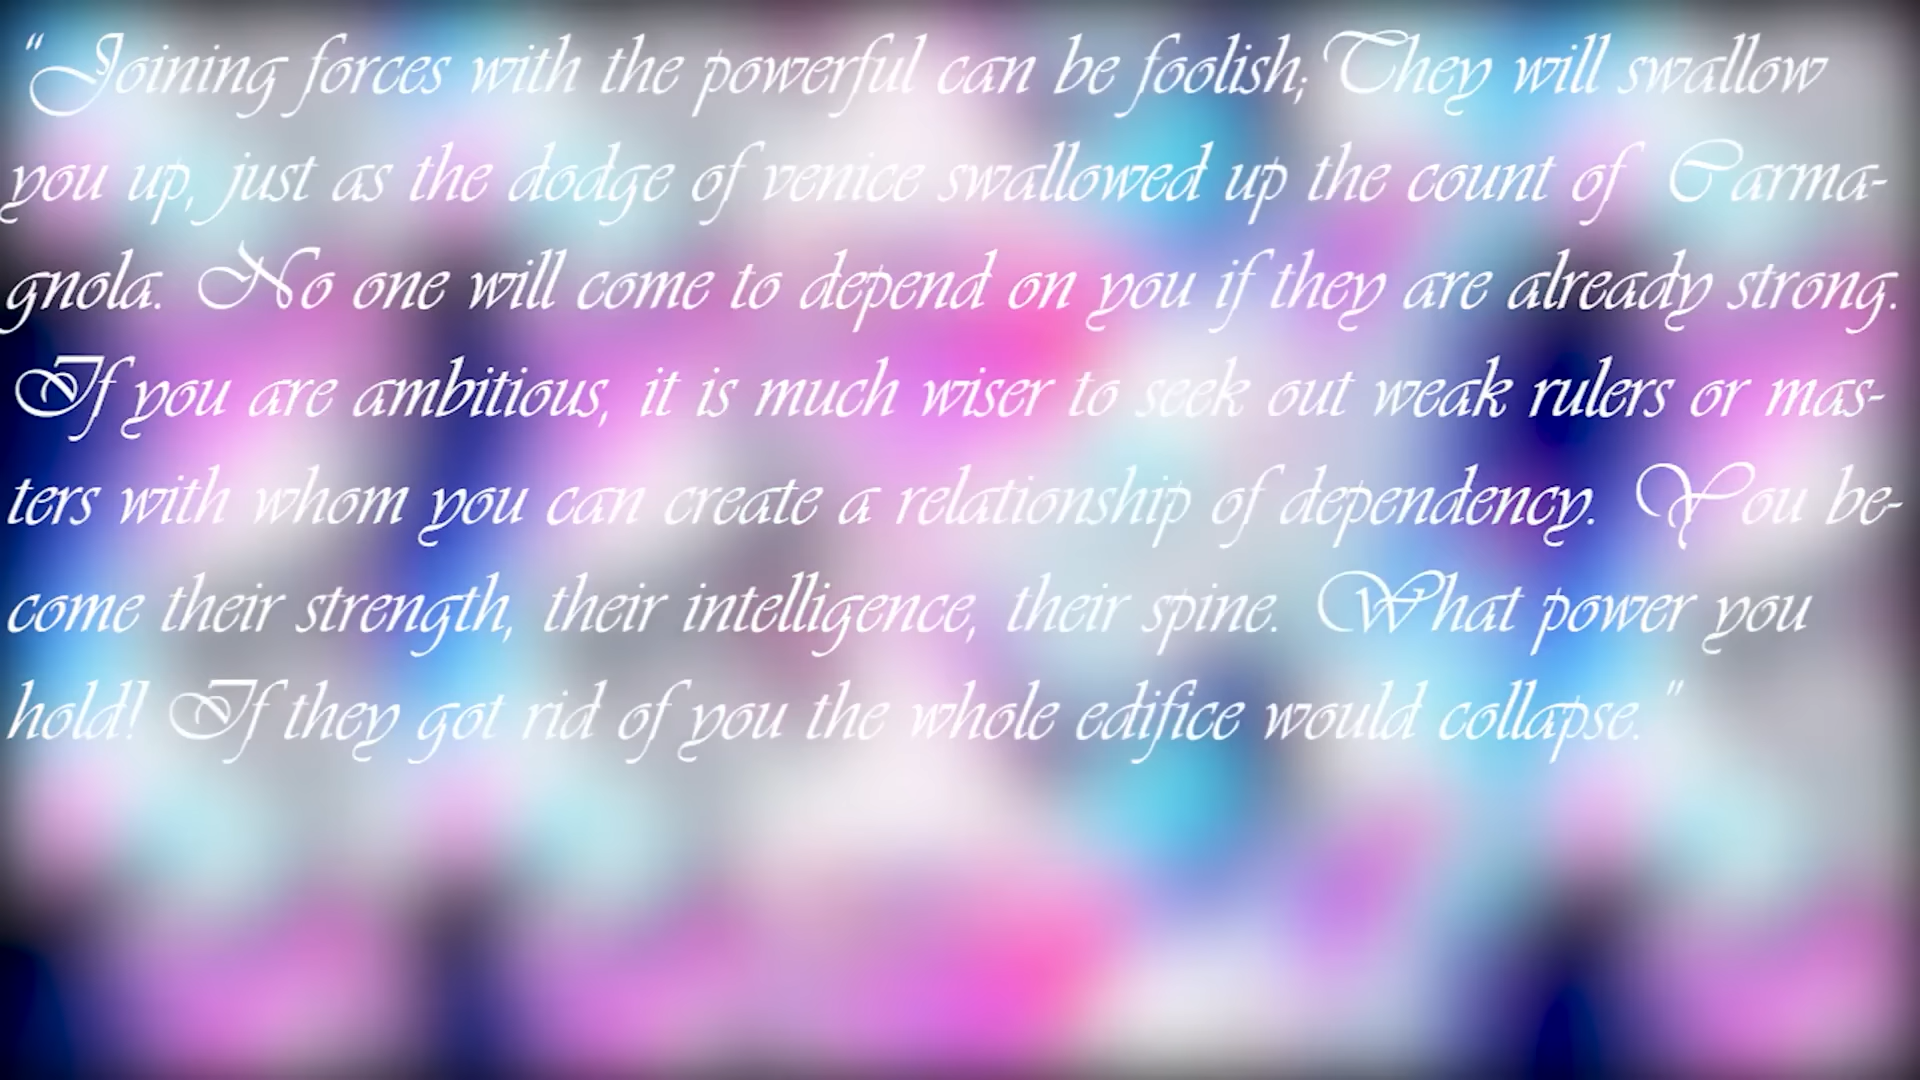 “Joining forces with the powerful can be foolish; They will swallow
you up, just as the dodge of venice swallowed up the count of Carma-
gnola. No one will come to depend on you if they are already strong.
If you are ambitious, it is much wiser to seek out weak rulers or mas-
ters with whom you can create a relationship of dependency. You be-
come their strength, their intelligence, their spine. What power you
hold! If they got rid of you the whole edifice would collapse."